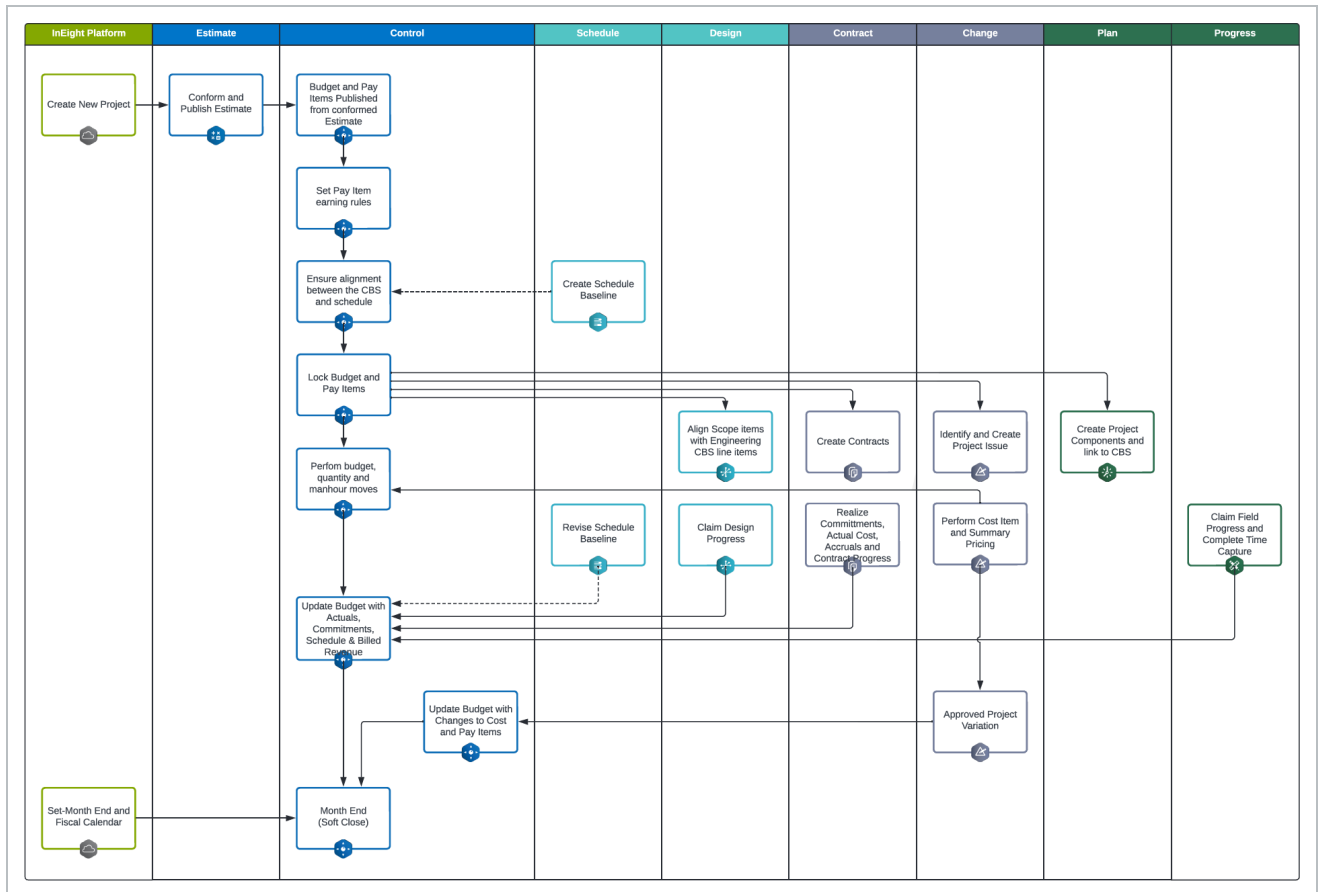 InEight Platform
Estimate
Control
Schedule
Design
Contract
Change
Plan
Progress
Create New Project
Conform and
Publish Estimate
Budget and Pay
Items Published
from conformed
Estimate
Set Pay Item
earning rules
Ensure alignment
between the CBS
and schedule
Create Schedule
Baseline
Lock Budget and
Pay Items
Align Scope items
with Engineering
CBS line items
Create Contracts
Identify and Create
Project Issue
Create Project
Components and
link to CBS
Perfom budget,
quantity and
manhour moves
Revise Schedule
Baseline
Claim Design
Progress
Realize
Commitments,
Actual Cost,
Accruals and
Contract Progress
Perform Cost Item
and Summary
Pricing
Claim Field
Progress and
Complete Time
Capture
Update Budget with
Actuals,
Commitments,
Schedule & Billed
Revenue
Update Budget with
Changes to Cost
and Pay Items
Approved Project
Variation
Set-Month End and
Fiscal Calendar
Month End
(Soft Close)